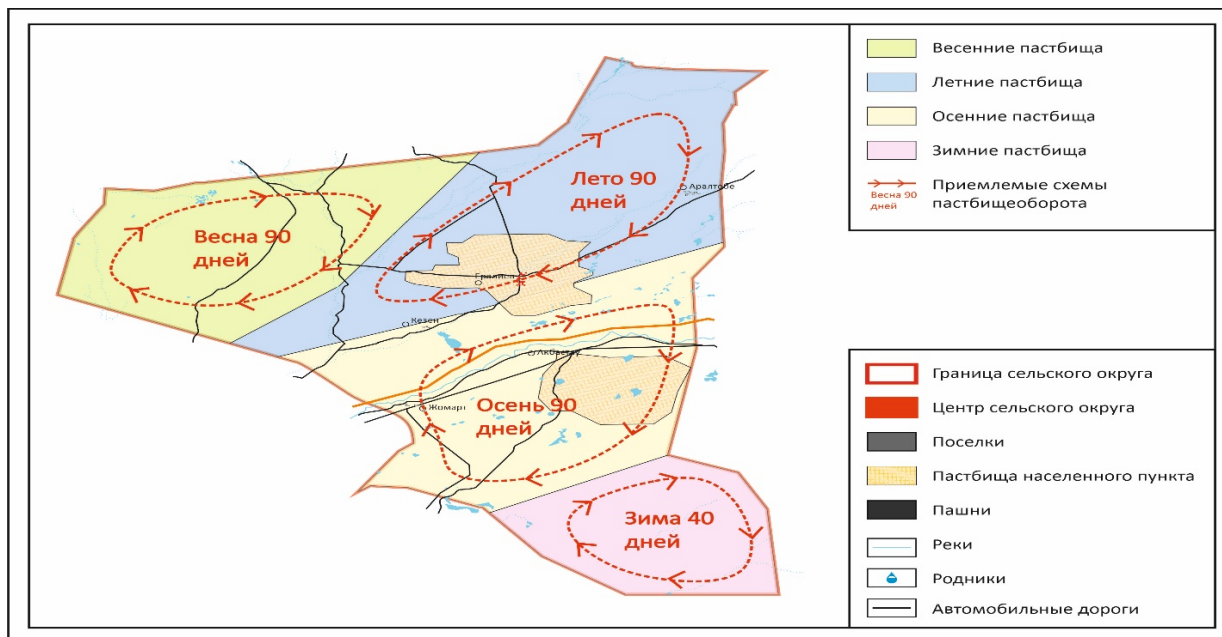 Весна 90
дней
Лето 90
дней
Аралтобе
Кезен
Осень 90
дней
Жомарт
Зима 40
дней
Весенние пастбища
Летние пастбища
Осенние пастбища
Зимние пастбища
Весна 90
дней
Приемлемые схемы
пастбищеоборота
Граница сельского округа
Центр сельского округа
Поселки
Пастбища населенного пункта
Пашни
Реки
Родники
Автомобильные дороги